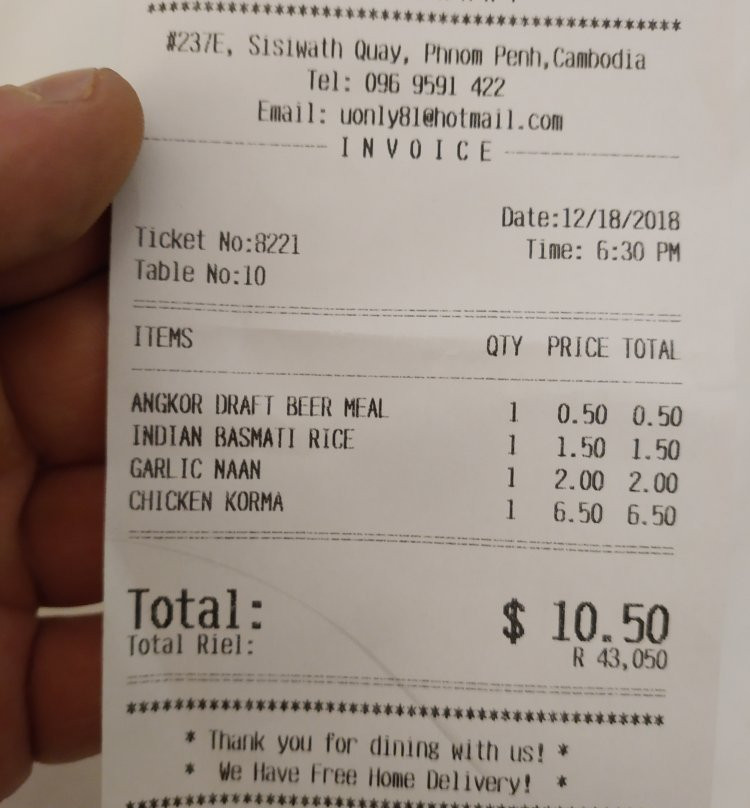 ****************************************************
#237E, Sisiwath Quay, Phnom Penh,Cambodia
Tel: 096 9591 422
Email: uonly81@hotmail.com
INVOICE
Date:12/18/2018
Ticket No:8221 Time: 6:30 PM
Table No:10
ITEMS QTY PRICE TOTAL
ANGKOR DRAFT BEER MEAL 1 0.50 0.50
INDIAN BASMATI RICE 1 1.50 1.50
GARLIC NAAN 1 2.00 2.00
CHICKEN KORMA 1 6.50 6.50
Total: $ 10.50
Total Riel: R 43,050
****************************************************
* Thank you for dining with us! *
* We Have Free Home Delivery! *
****************************************************